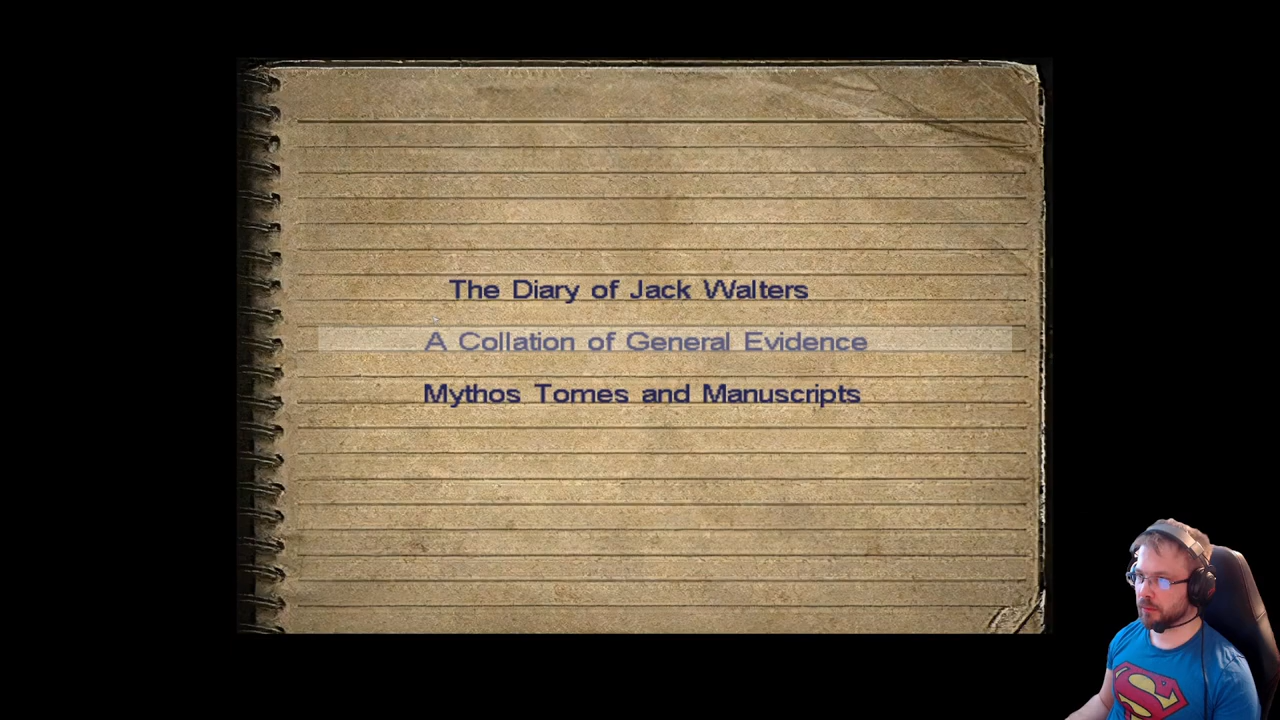 The Diary of Jack Walters
A Collation of General Evidence
Mythos Tomes and Manuscripts